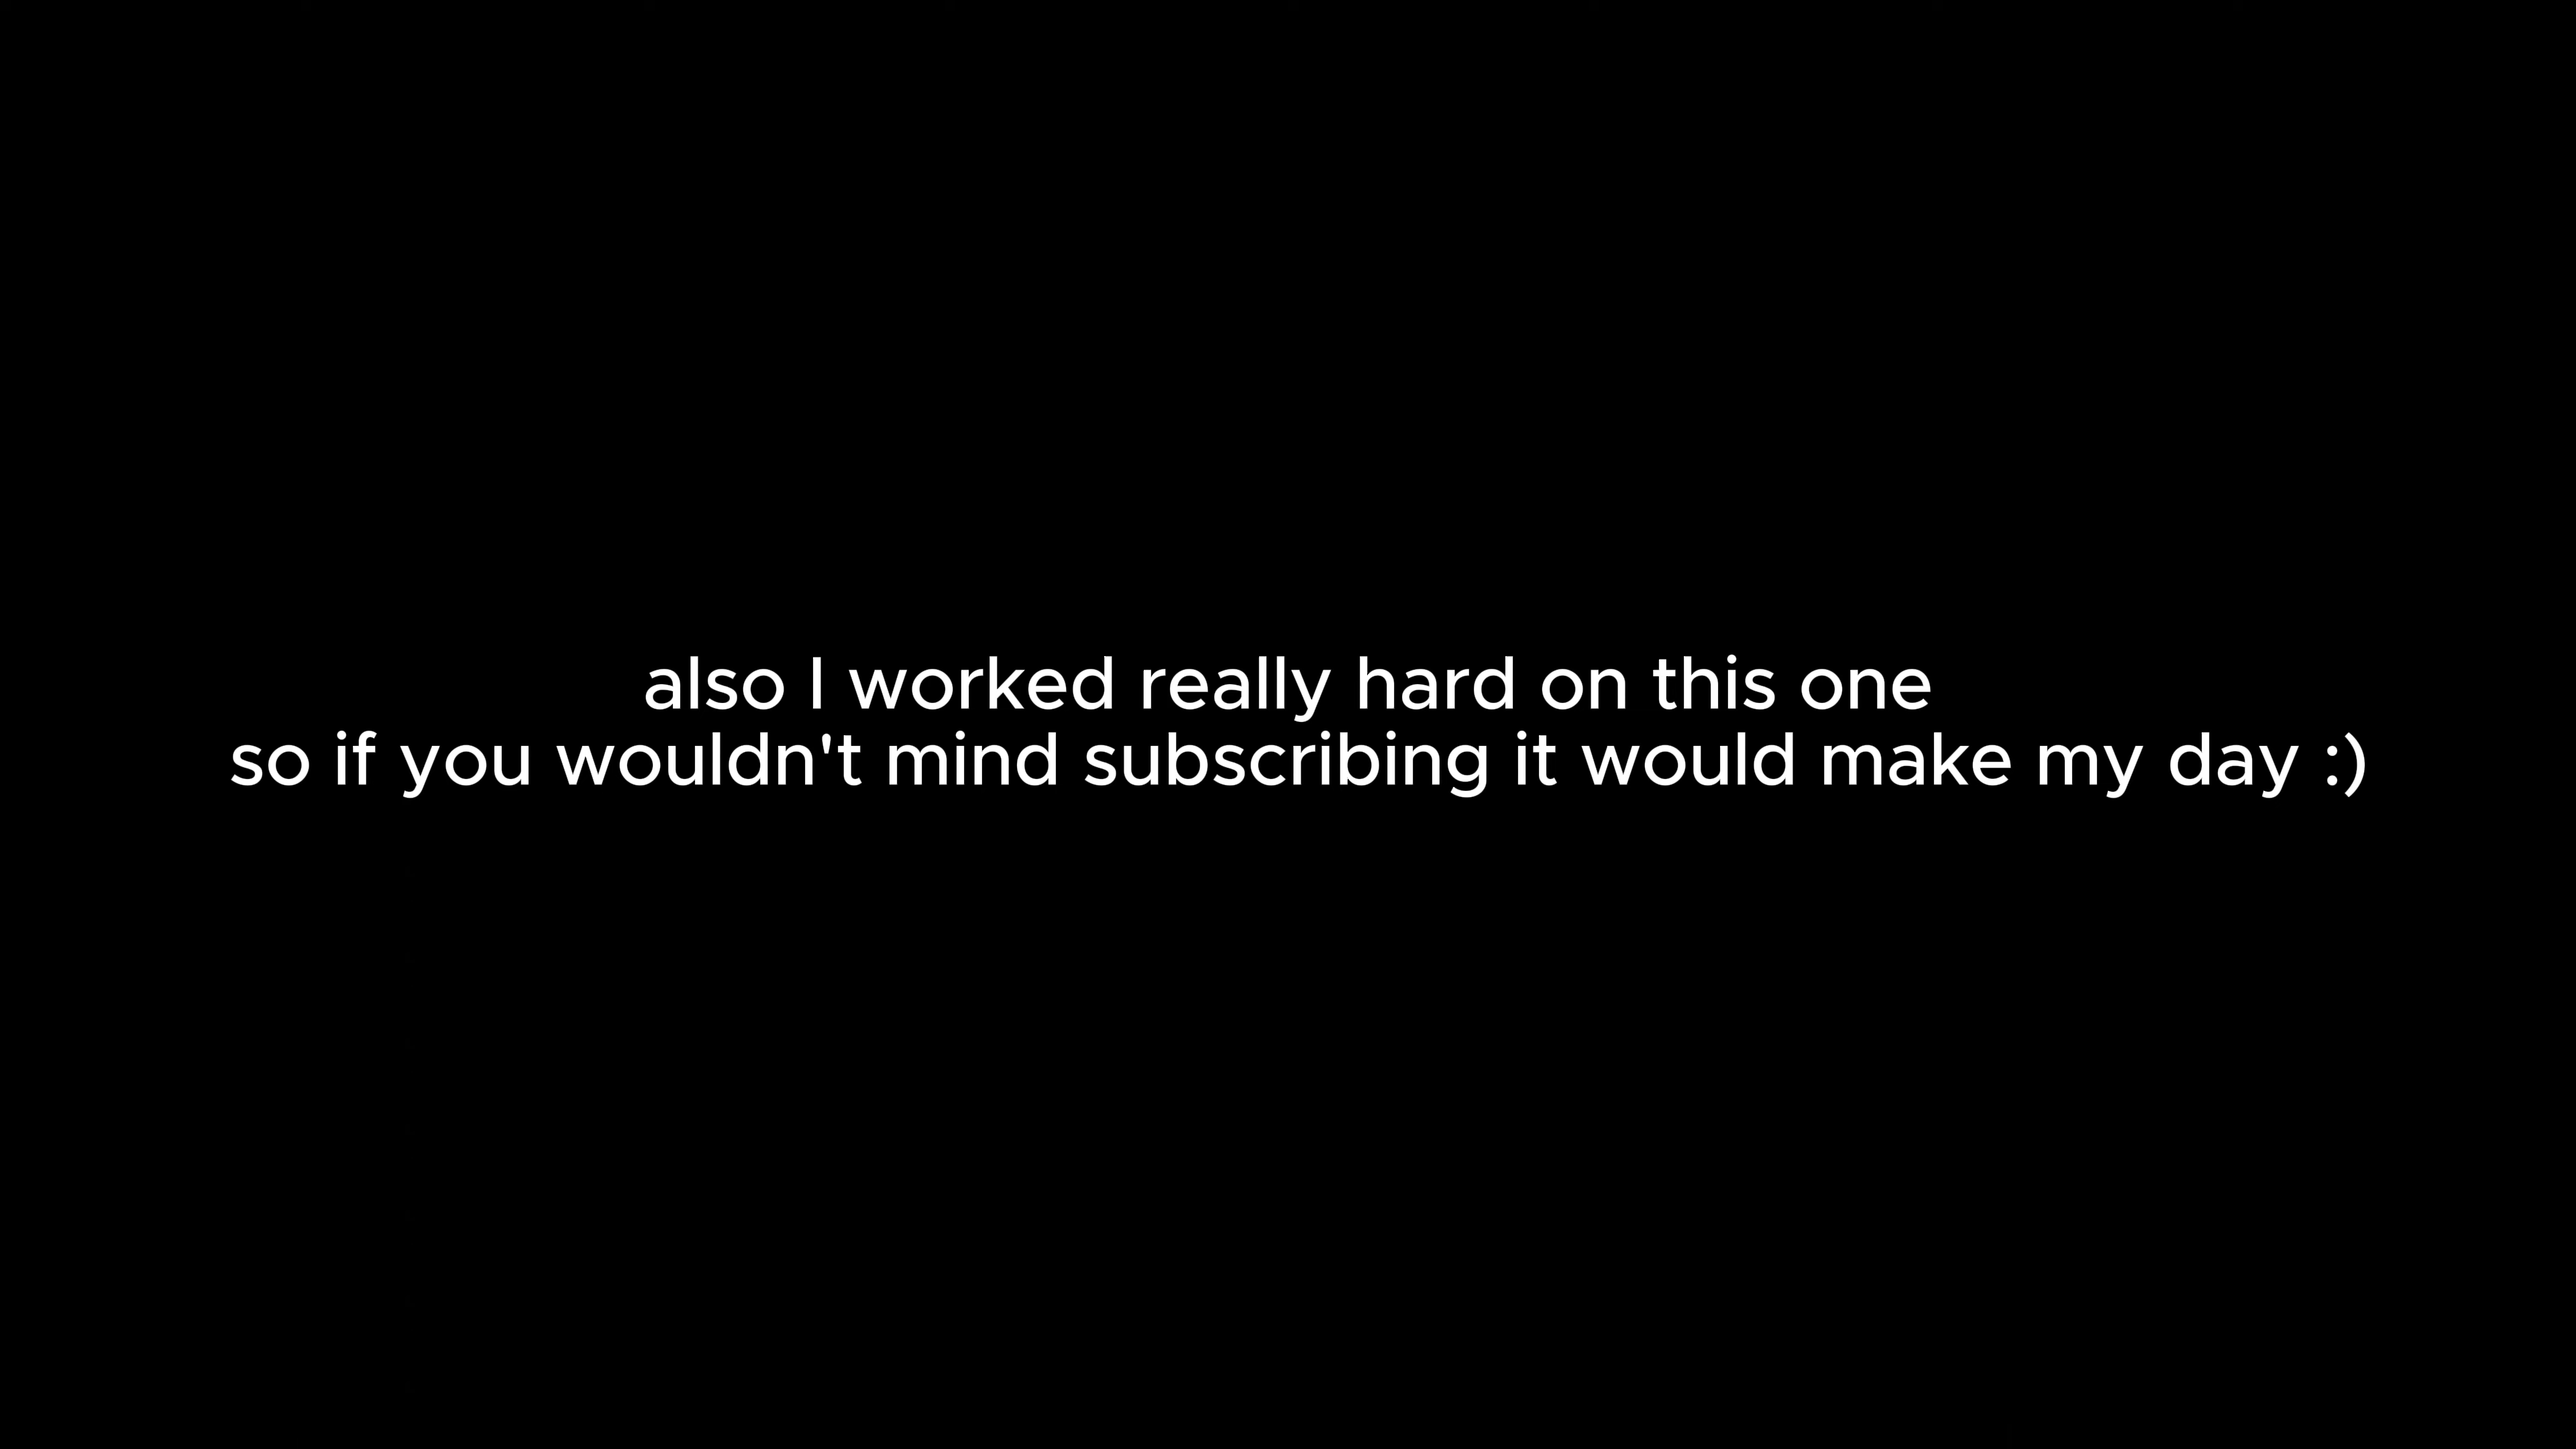 also I worked really hard on this one
so if you wouldn't mind subscribing it would make my day :)